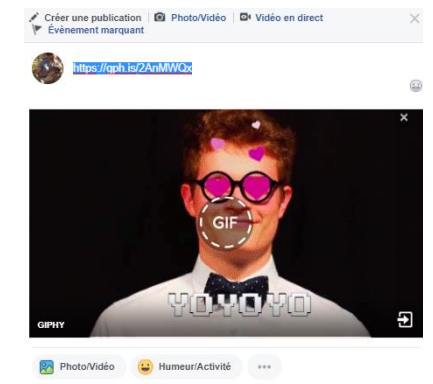 Créer une publication Photo/Vidéo Vidéo en direct
Évènement marquant
https://gph.is/2AnMWQx
GIF
YOYOYO
GIPHY
Photo/Vidéo Humeur/Activité